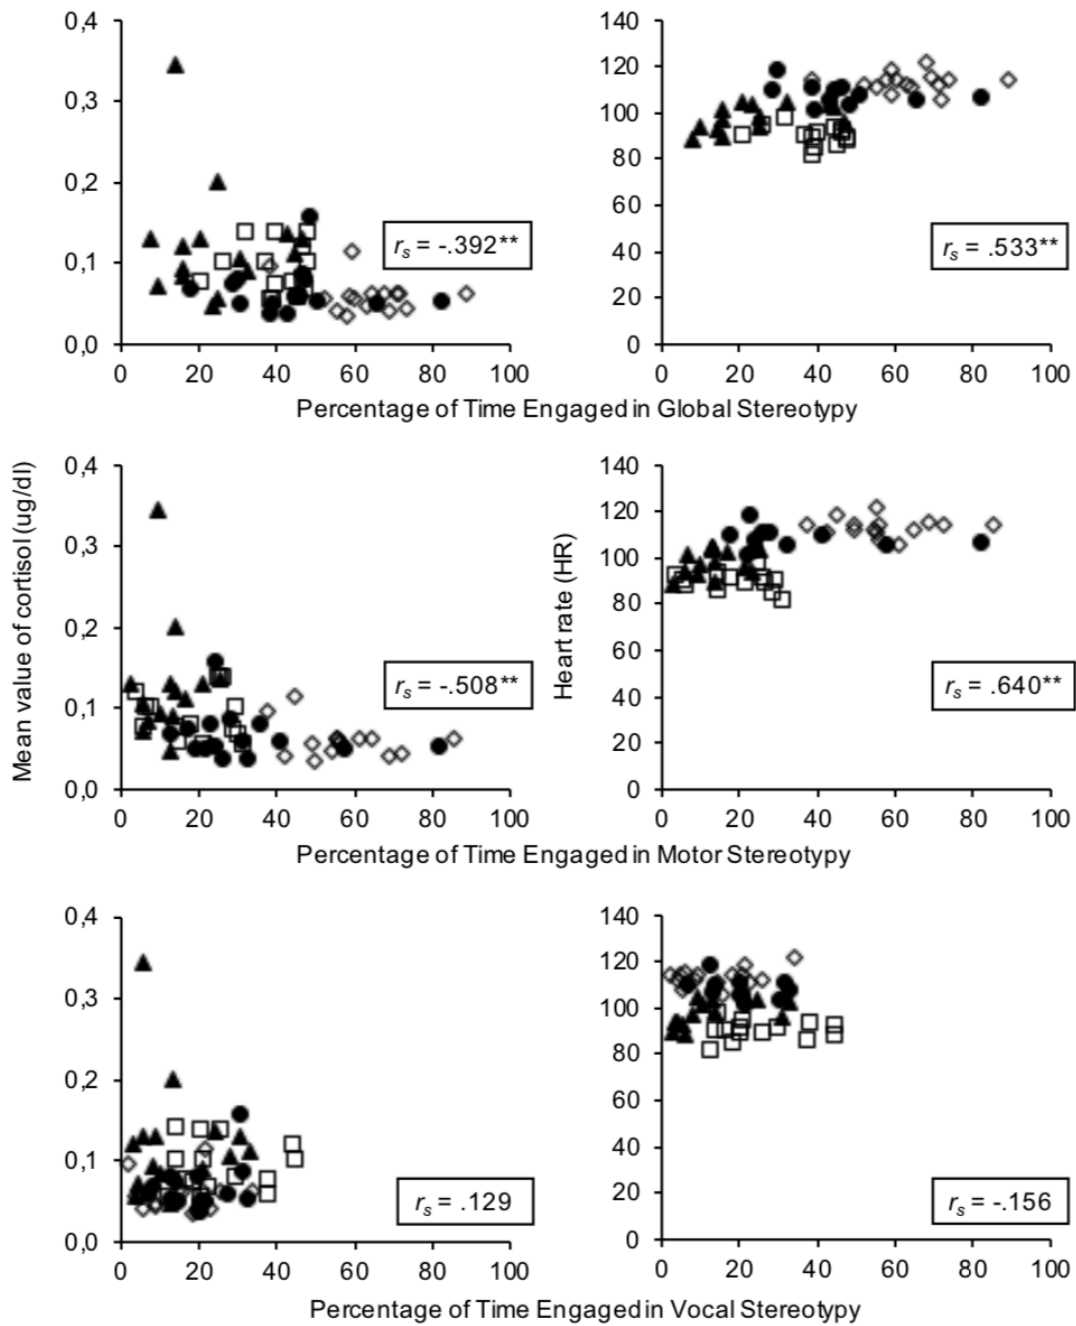 0,4
0,3
0,2
0,1
0,0
0 20 40 60 80 100
rs = -.392**
140
120
100
80
60
40
20
0
0 20 40 60 80 100
rs = .533**
Percentage of Time Engaged in Global Stereotypy
Mean value of cortisol (ug/dl)
0,4
0,3
0,2
0,1
0,0
0 20 40 60 80 100
rs = -.508**
Heart rate (HR)
140
120
100
80
60
40
20
0
0 20 40 60 80 100
rs = .640**
Percentage of Time Engaged in Motor Stereotypy
0,4
0,3
0,2
0,1
0,0
0 20 40 60 80 100
rs = .129
140
120
100
80
60
40
20
0
0 20 40 60 80 100
rs = -.156
Percentage of Time Engaged in Vocal Stereotypy